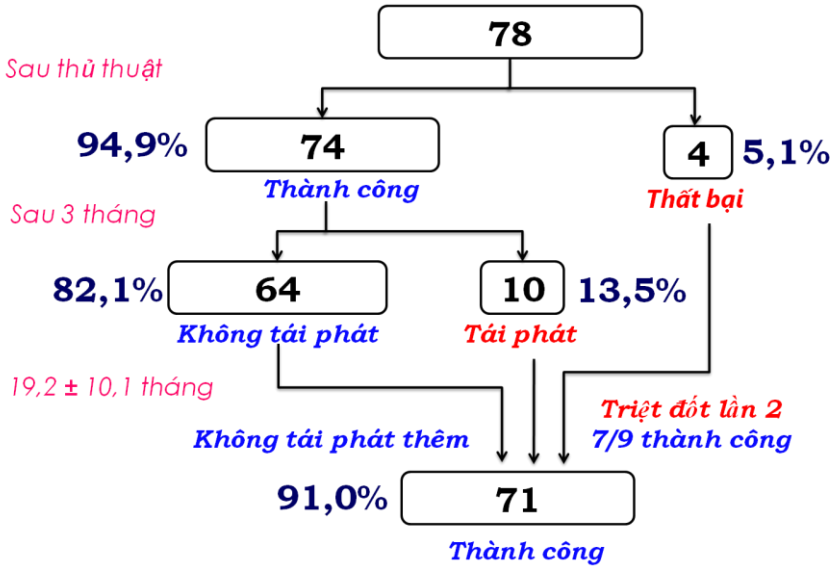 78
Sau thủ thuật
94,9%
74
4
5,1%
Thành công
Thất bại
Sau 3 tháng
82,1%
64
10
13,5%
Không tái phát
Tái phát
19,2 ± 10,1 tháng
Triệt đốt lần 2
Không tái phát thêm
7/9 thành công
91,0%
71
Thành công